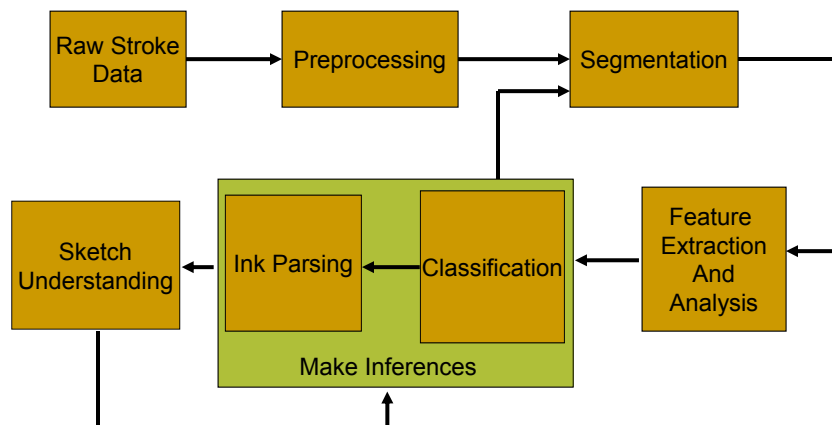 Raw Stroke
Data
Preprocessing
Segmentation
Sketch
Understanding
Ink Parsing
Classification
Feature
Extraction
And
Analysis
Make Inferences